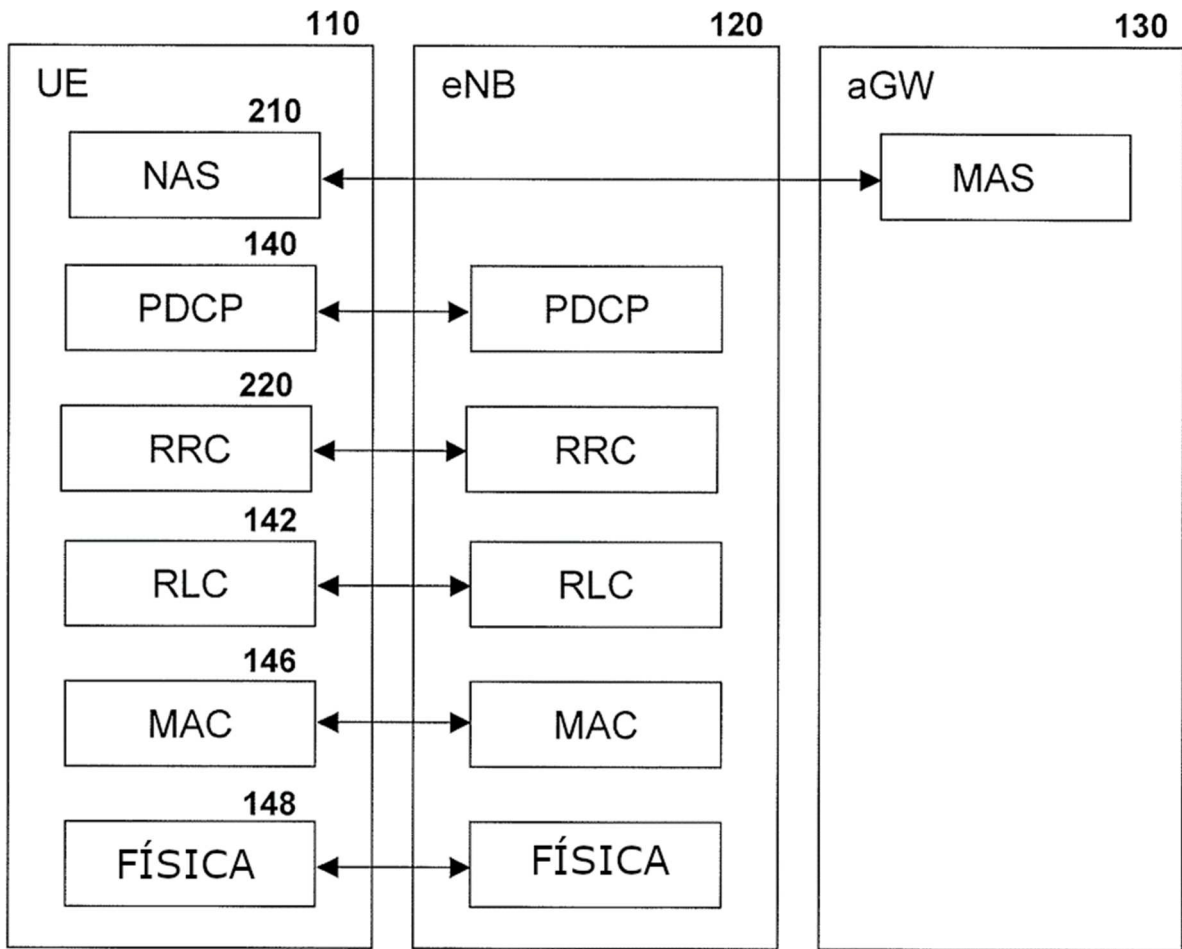 110
120
130
UE
eNB
aGW
210
NAS
MAS
140
PDCP
PDCP
220
RRC
RRC
142
RLC
RLC
146
MAC
MAC
148
FÍSICA
FÍSICA